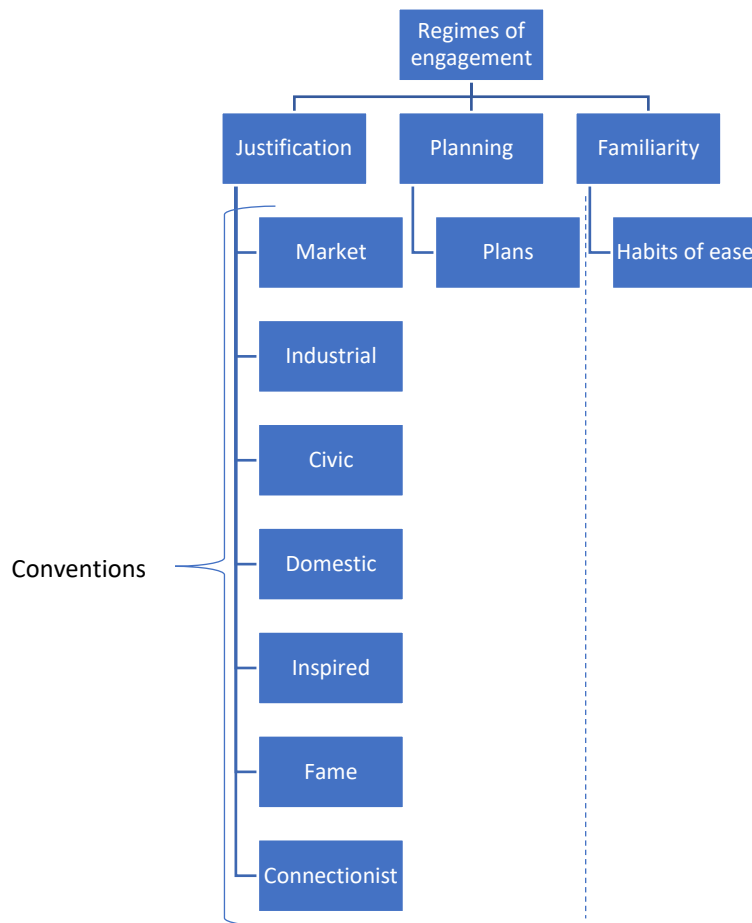 Regimes of
engagement
Justification
Planning
Familiarity
Market
Plans
Habits of ease
Industrial
Civic
Conventions
Domestic
Inspired
Fame
Connectionist